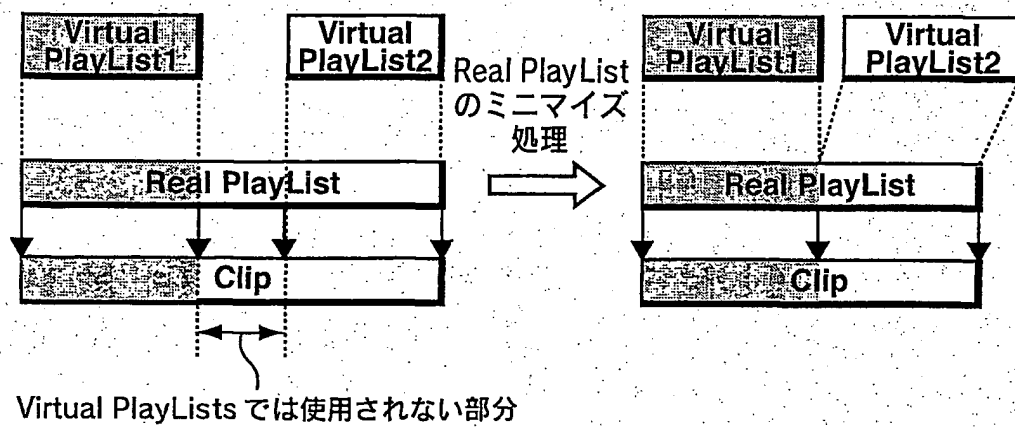 Virtual
PlayList1
Virtual
PlayList2
Real PlayList
のミニマイズ
処理
Virtual
PlayList1
Virtual
PlayList2
Real PlayList
Real PlayList
Clip
Clip
Virtual PlayLists では使用されない部分